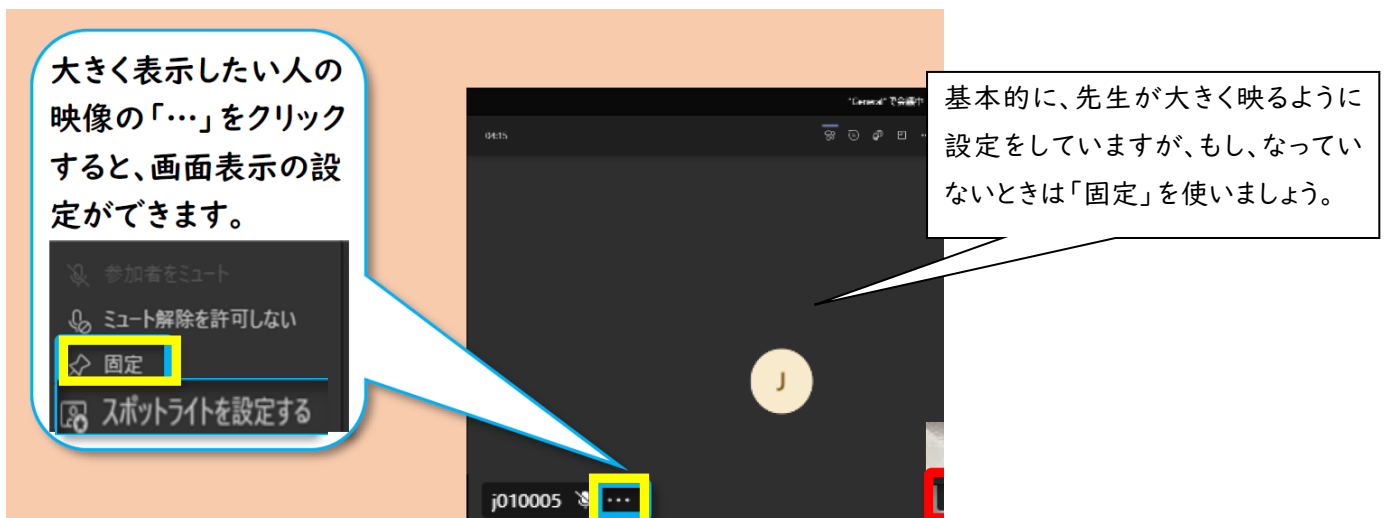 大きく表示したい人の
映像の「…」をクリック
すると、画面表示の設
定ができます。
参加者をミュート
ミュート解除を許可しない
固定
スポットライトを設定する
"General" で会議中
04:15
J
j010005 ...
基本的に、先生が大きく映るように
設定をしていますが、もし、なってい
ないときは「固定」を使いましょう。